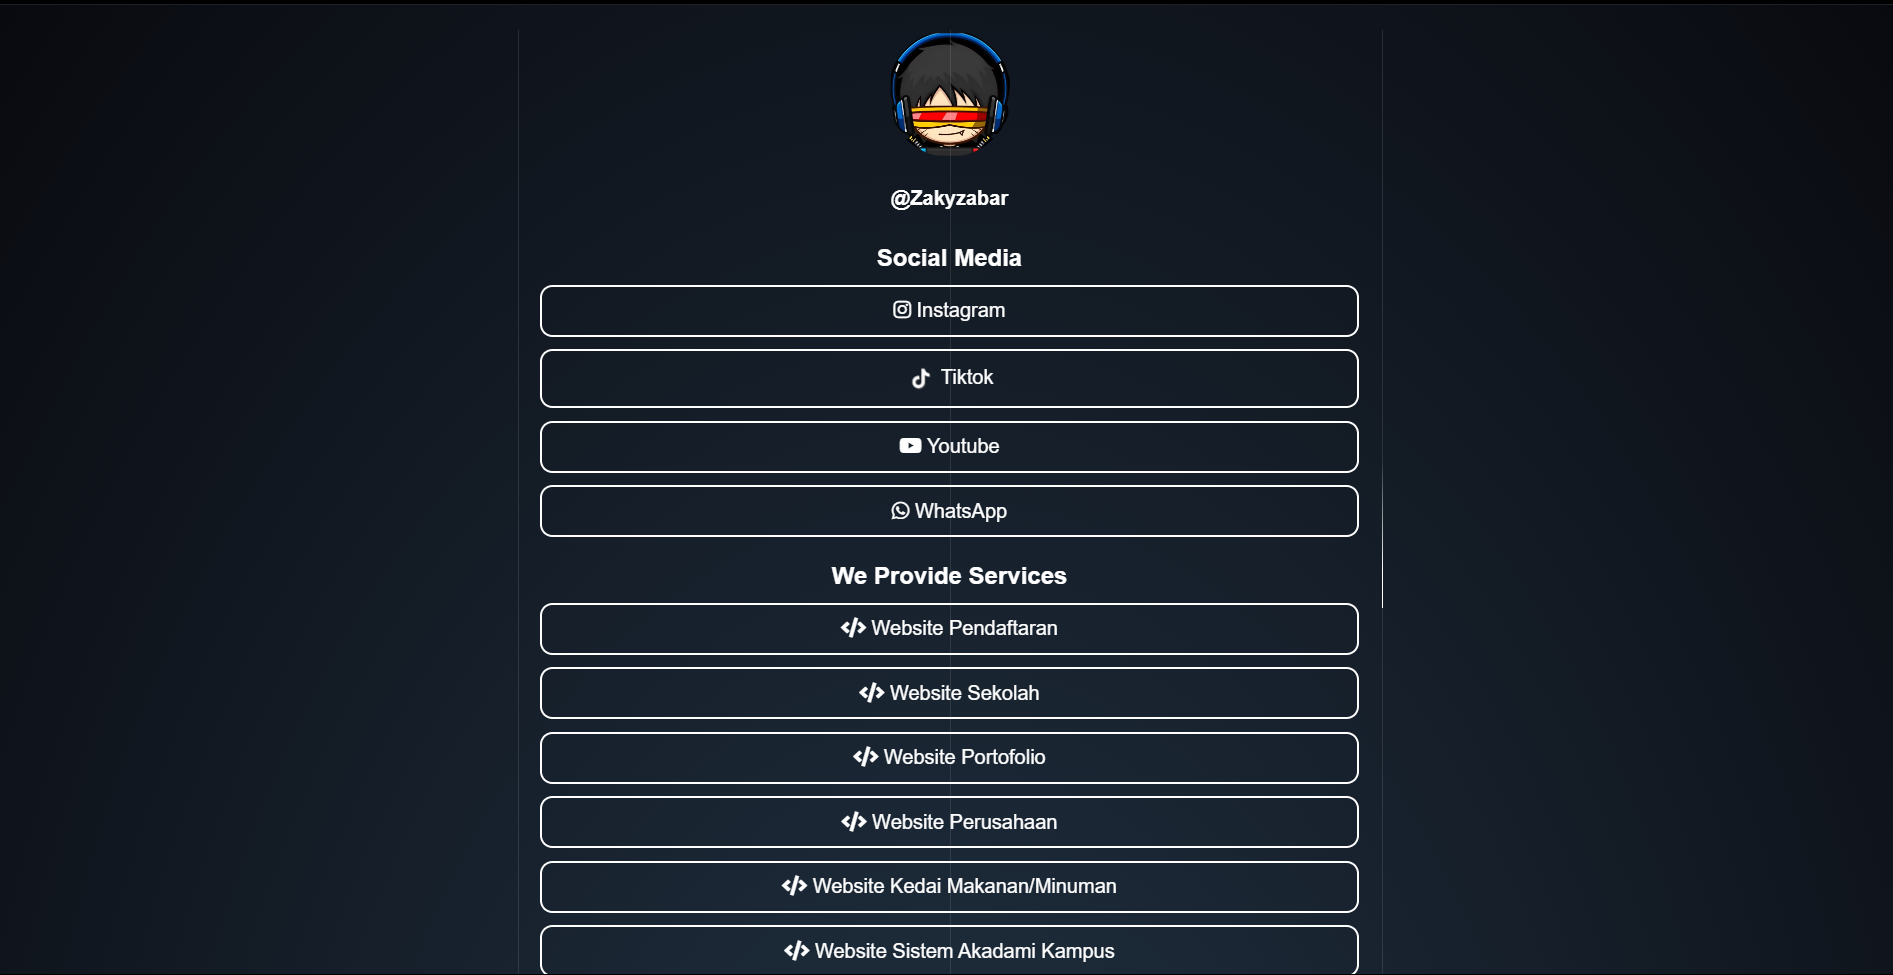 @Zakyzabar
Social Media
Instagram
Tiktok
Youtube
WhatsApp
We Provide Services
Website Pendaftaran
Website Sekolah
Website Portofolio
Website Perusahaan
Website Kedai Makanan/Minuman
Website Sistem Akadami Kampus